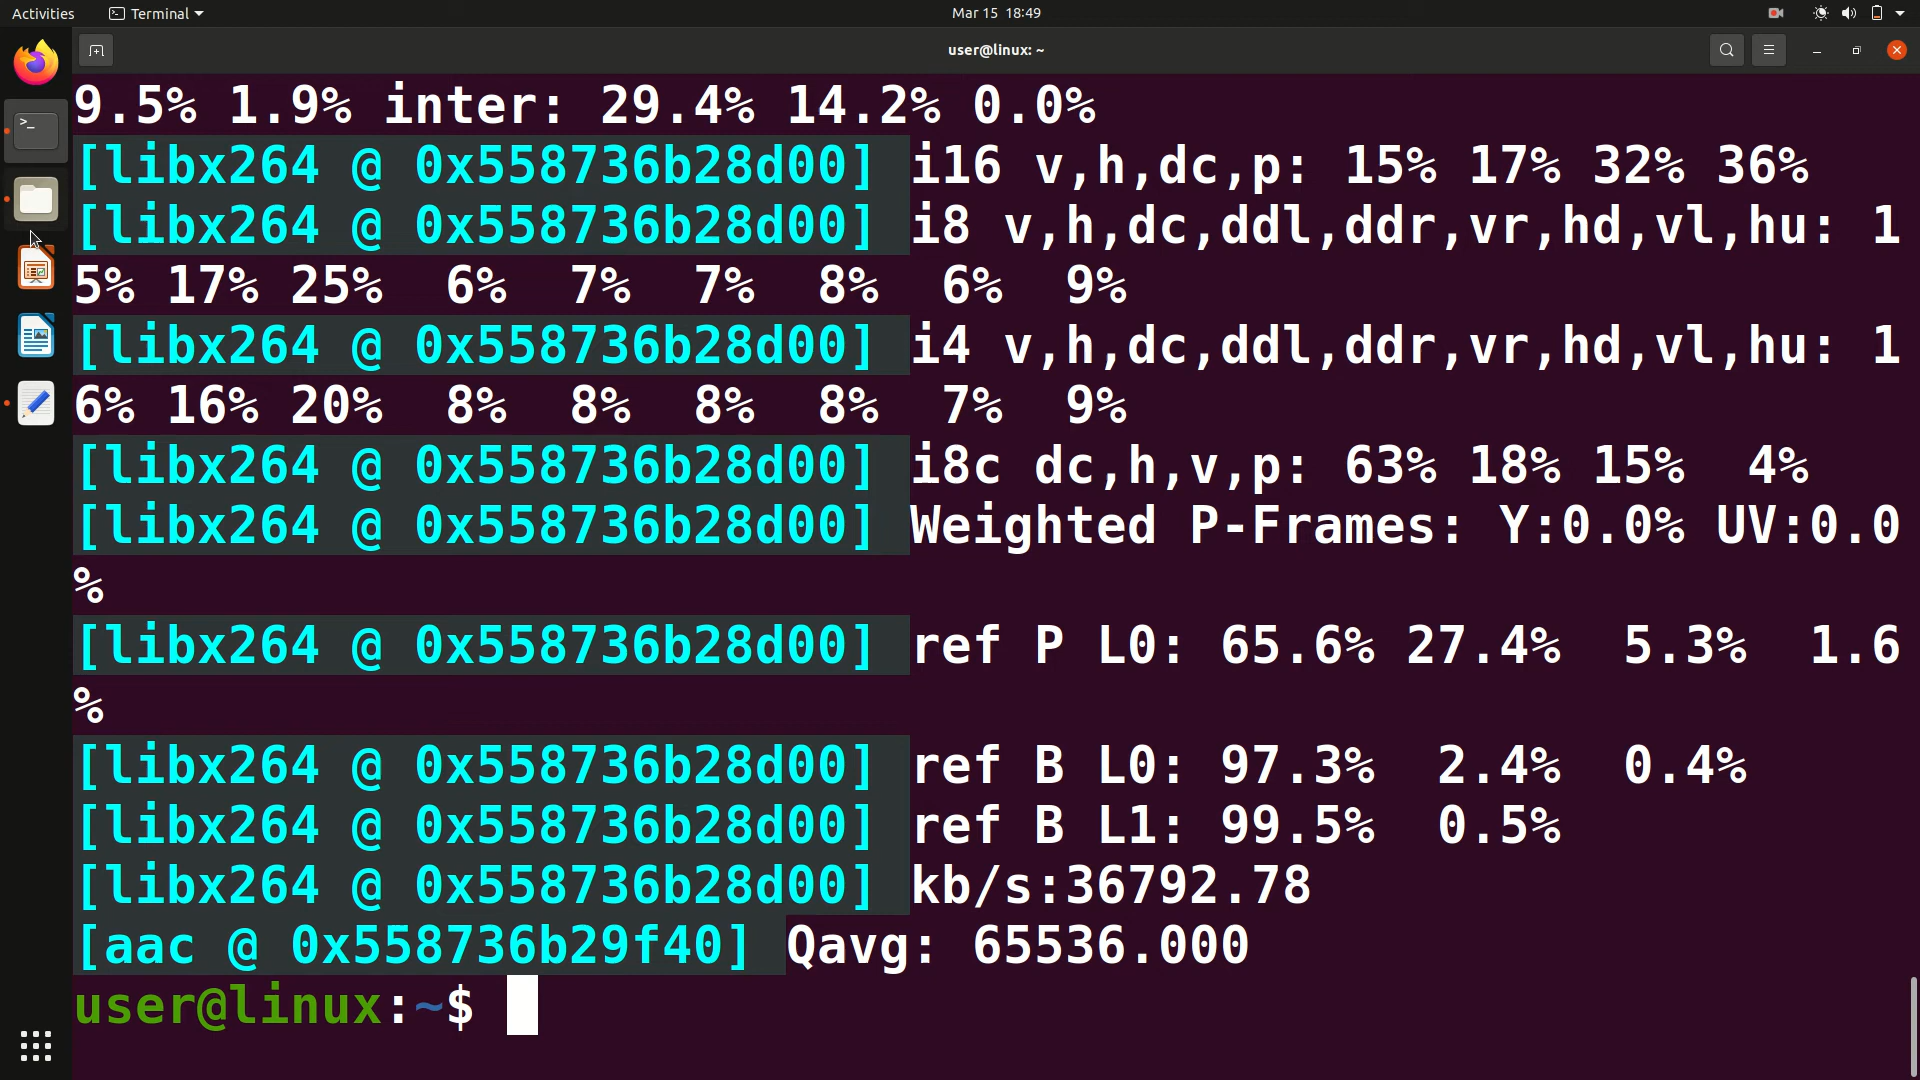 Activities
Terminal
Mar 15 18:49
user@linux: ~
9.5% 1.9% inter: 29.4% 14.2% 0.0%
[libx264 @ 0x558736b28d00] i16 v,h,dc,p: 15% 17% 32% 36%
[libx264 @ 0x558736b28d00] i8 v,h,dc,ddl,ddr,vr,hd,vl,hu: 1
5% 17% 25%  6%  7%  7%  8%  6%  9%
[libx264 @ 0x558736b28d00] i4 v,h,dc,ddl,ddr,vr,hd,vl,hu: 1
6% 16% 20%  8%  8%  8%  8%  7%  9%
[libx264 @ 0x558736b28d00] i8c dc,h,v,p: 63% 18% 15%  4%
[libx264 @ 0x558736b28d00] Weighted P-Frames: Y:0.0% UV:0.0
%
[libx264 @ 0x558736b28d00] ref P L0: 65.6% 27.4%  5.3%  1.6
%
[libx264 @ 0x558736b28d00] ref B L0: 97.3%  2.4%  0.4%
[libx264 @ 0x558736b28d00] ref B L1: 99.5%  0.5%
[libx264 @ 0x558736b28d00] kb/s:36792.78
[aac @ 0x558736b29f40] Qavg: 65536.000
user@linux:~$